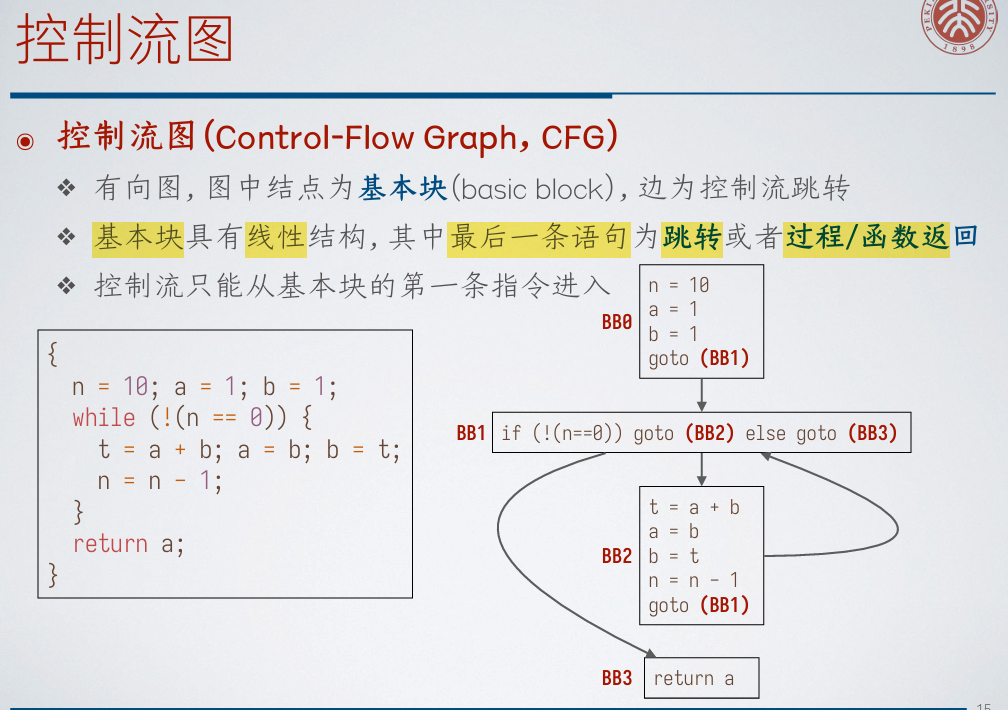 控制流图
控制流图(Control-Flow Graph, CFG)
有向图, 图中结点为基本块(basic block), 边为控制流跳转
基本块具有线性结构, 其中最后一条语句为跳转或者过程/函数返回
控制流只能从基本块的第一条指令进入
{
n = 10; a = 1; b = 1;
while (!(n == 0)) {
t = a + b; a = b; b = t;
n = n - 1;
}
return a;
}
BB0
n = 10
a = 1
b = 1
goto (BB1)
BB1
if (!(n==0)) goto (BB2) else goto (BB3)
BB2
t = a + b
a = b
b = t
n = n - 1
goto (BB1)
BB3
return a
15